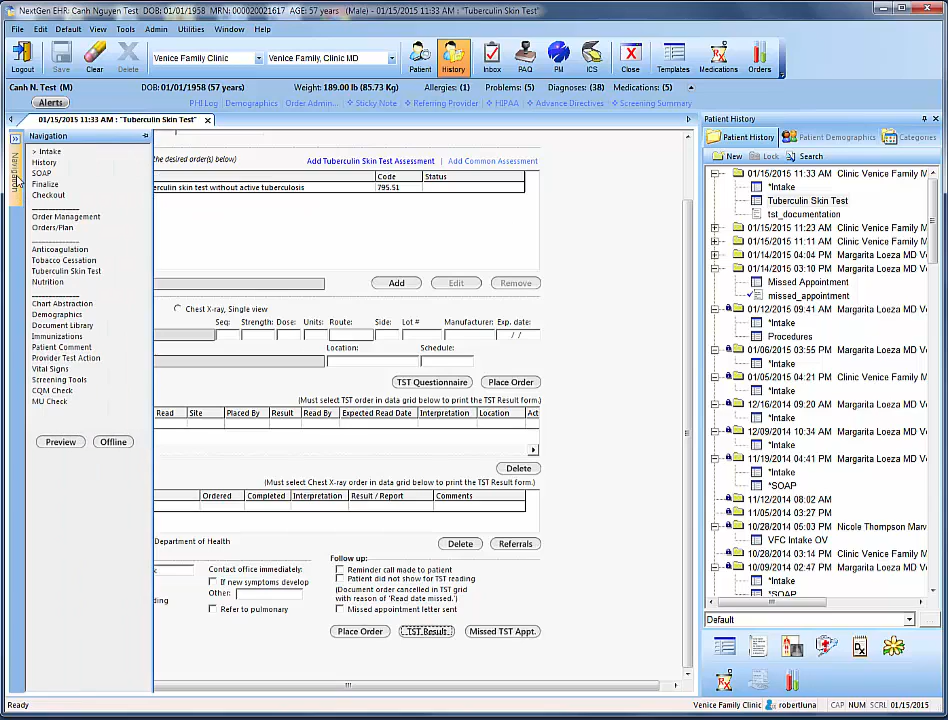 NextGen EHR: Canh Nguyen Test DOB: 01/01/1958 MRN: 000020021617 AGE: 57 years (Male) - 01/15/2015 11:33 AM : "Tuberculin Skin Test"
File Edit Default View Tools Admin Utilities Window Help
Venice Family Clinic Venice Family, Clinic MD
Logout Save Clear Delete Patient History Inbox PAQ PM ICS Close Templates Medications Orders
Canh N. Test (M) DOB: 01/01/1958 (57 years) Weight: 189.00 lb (85.73 Kg) Allergies: (1) Problems: (5) Diagnoses: (38) Medications: (5)
Alerts PHI Log Demographics Order Admin... Sticky Note Referring Provider HIPAA Advance Directives Screening Summary
01/15/2015 11:33 AM : "Tuberculin Skin Test"
Navigation
Navigation
> Intake
History
SOAP
Finalize
Checkout
Order Management
Orders/Plan
Anticoagulation
Tobacco Cessation
Tuberculin Skin Test
Nutrition
Chart Abstraction
Demographics
Document Library
Immunizations
Patient Comment
Provider Test Action
Vital Signs
Screening Tools
CQM Check
MU Check
Preview Offline
the desired order(s) below) Add Tuberculin Skin Test Assessment | Add Common Assessment
Code Status
erculin skin test without active tuberculosis 795.51
Add Edit Remove
Chest X-ray, Single view
Seq: Strength: Dose: Units: Route: Side: Lot # Manufacturer: Exp. date:
/ /
Location: Schedule:
TST Questionnaire Place Order
(Must select TST order in data grid below to print the TST Result form.)
Read Site Placed By Result Read By Expected Read Date Interpretation Location Act
Delete
(Must select Chest X-ray order in data grid below to print the TST Result form.)
Ordered Completed Interpretation Result / Report Comments
Department of Health Delete Referrals
Contact office immediately:
If new symptoms develop
Other:
ding
Refer to pulmonary
Follow up:
Reminder call made to patient
Patient did not show for TST reading
(Document order cancelled in TST grid
with reason of 'Read date missed.')
Missed appointment letter sent
Place Order TST Result Missed TST Appt.
Patient History
Patient History Patient Demographics Categories
New Lock Search
01/15/2015 11:33 AM Clinic Venice Family M
*Intake
Tuberculin Skin Test
tst_documentation
01/15/2015 11:23 AM Clinic Venice Family M
01/15/2015 11:11 AM Clinic Venice Family M
01/14/2015 04:04 PM Margarita Loeza MD V
01/14/2015 03:10 PM Margarita Loeza MD V
Missed Appointment
missed_appointment
01/12/2015 09:41 AM Margarita Loeza MD V
*Intake
Procedures
01/06/2015 03:55 PM Margarita Loeza MD V
*Intake
01/05/2015 04:21 PM Margarita Loeza MD V
*Intake
12/16/2014 09:20 AM Margarita Loeza MD V
*Intake
12/09/2014 10:34 AM Margarita Loeza MD V
*Intake
11/19/2014 04:41 PM Margarita Loeza MD V
*Intake
*SOAP
11/12/2014 08:02 AM
11/05/2014 03:27 PM
10/28/2014 05:03 PM Nicole Thompson Mar
VFC Intake OV
10/28/2014 03:14 PM Clinic Venice Family M
10/09/2014 02:47 PM Margarita Loeza MD V
*Intake
*SOAP
Default
Ready Venice Family Clinic robertluna CAP NUM SCRL 01/15/2015